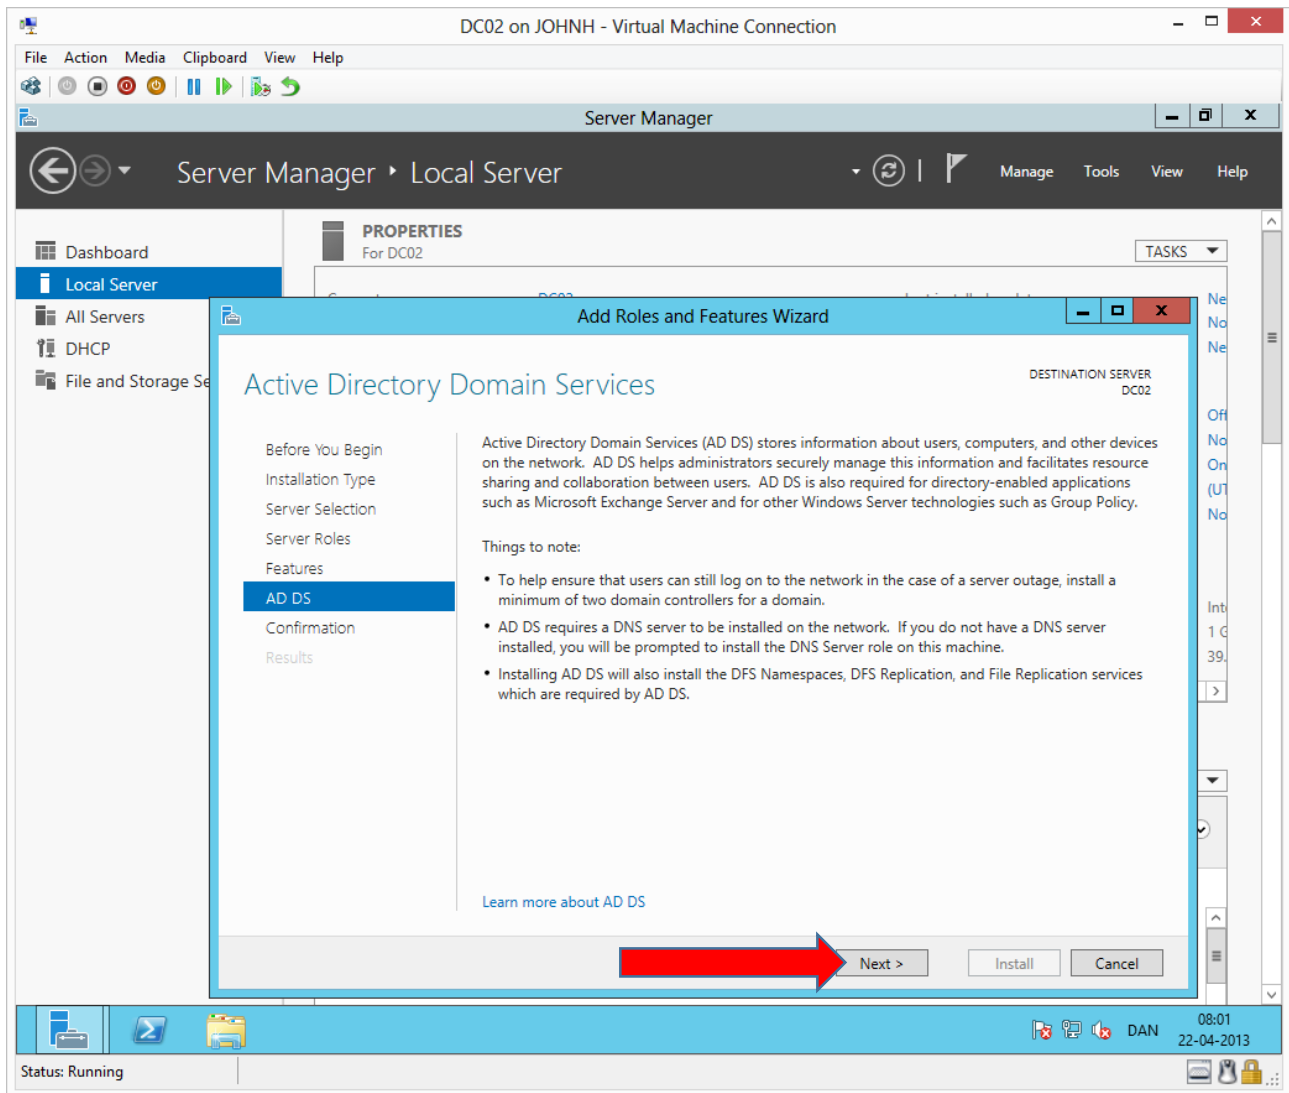 DC02 on JOHNH - Virtual Machine Connection
File Action Media Clipboard View Help
Server Manager
Server Manager • Local Server
Manage Tools View Help
Dashboard
Local Server
All Servers
DHCP
File and Storage Se
PROPERTIES
For DC02
TASKS
DC02
Ne
No
Ne
Off
No
On
(UT
No
Int
1 G
39.
Add Roles and Features Wizard
Active Directory Domain Services
DESTINATION SERVER
DC02
Before You Begin
Installation Type
Server Selection
Server Roles
Features
AD DS
Confirmation
Results
Active Directory Domain Services (AD DS) stores information about users, computers, and other devices
on the network. AD DS helps administrators securely manage this information and facilitates resource
sharing and collaboration between users. AD DS is also required for directory-enabled applications
such as Microsoft Exchange Server and for other Windows Server technologies such as Group Policy.
Things to note:
• To help ensure that users can still log on to the network in the case of a server outage, install a
minimum of two domain controllers for a domain.
• AD DS requires a DNS server to be installed on the network. If you do not have a DNS server
installed, you will be prompted to install the DNS Server role on this machine.
• Installing AD DS will also install the DFS Namespaces, DFS Replication, and File Replication services
which are required by AD DS.
Learn more about AD DS
Next >
Install
Cancel
DAN
08:01
22-04-2013
Status: Running